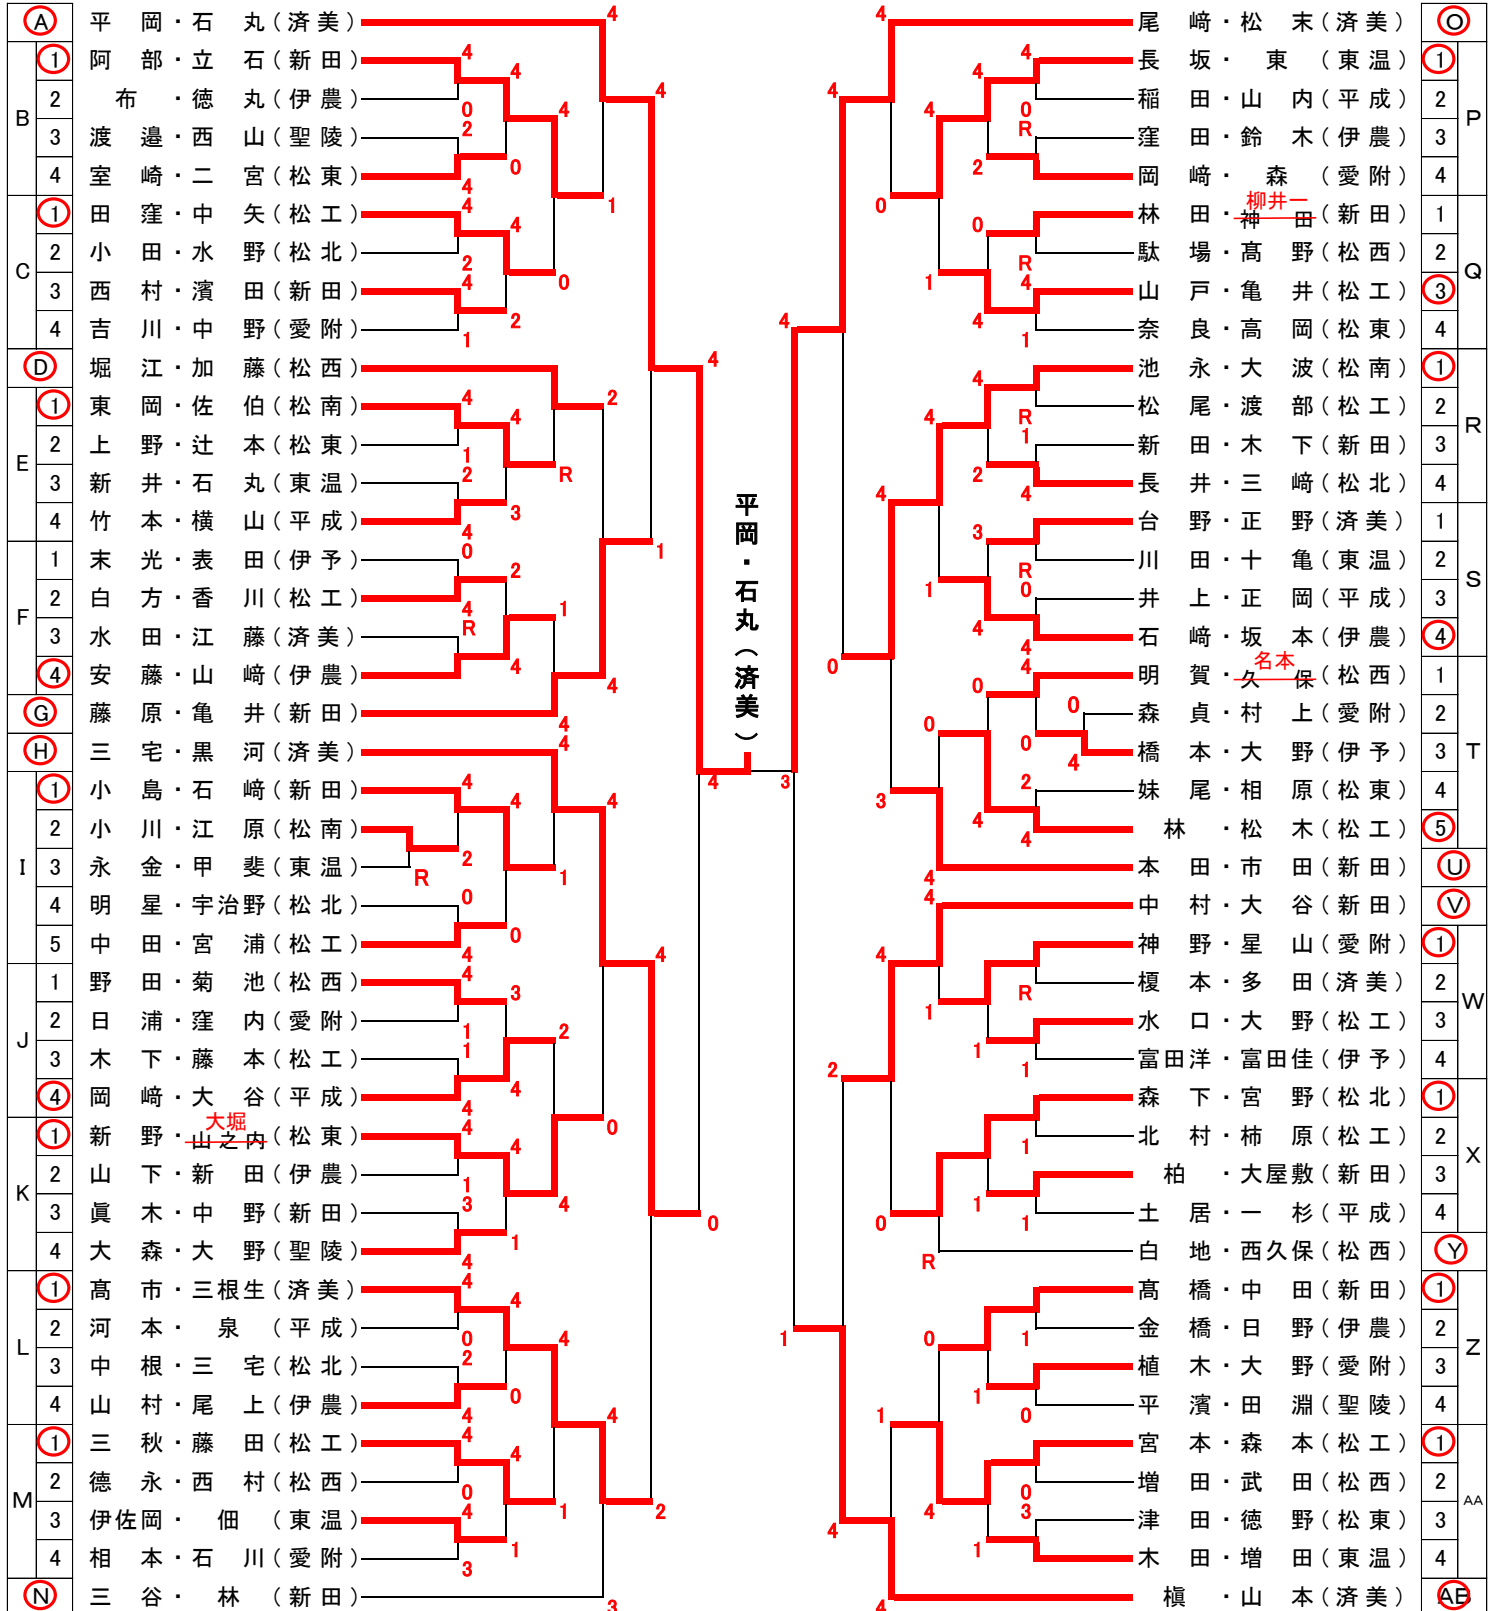 A 平岡・石丸(済美)
B 1 阿部・立石(新田)
2 布・徳丸(伊農)
3 渡邉・西山(聖陵)
4 室崎・二宮(松東)
C 1 田窪・中矢(松工)
2 小田・水野(松北)
3 西村・濱田(新田)
4 吉川・中野(愛附)
D 堀江・加藤(松西)
E 1 東岡・佐伯(松南)
2 上野・辻本(松東)
3 新井・石丸(東温)
4 竹本・横山(平成)
F 1 末光・表田(伊予)
2 白方・香川(松工)
3 水田・江藤(済美)
4 安藤・山﨑(伊農)
G 藤原・亀井(新田)
H 三宅・黒河(済美)
I 1 小島・石﨑(新田)
2 小川・江原(松南)
3 永金・甲斐(東温)
4 明星・宇治野(松北)
5 中田・宮浦(松工)
J 1 野田・菊池(松西)
2 日浦・窪内(愛附)
3 木下・藤本(松工)
4 岡﨑・大谷(平成)
大堀
K 1 新野・山之内(松東)
2 山下・新田(伊農)
3 眞木・中野(新田)
4 大森・大野(聖陵)
L 1 髙市・三根生(済美)
2 河本・泉(平成)
3 中根・三宅(松北)
4 山村・尾上(伊農)
M 1 三秋・藤田(松工)
2 德永・西村(松西)
3 伊佐岡・佃(東温)
4 相本・石川(愛附)
N 三谷・林(新田)
平岡・石丸(済美)
尾﨑・松末(済美) O
長坂・東(東温) 1 P
稲田・山内(平成) 2
窪田・鈴木(伊農) 3
岡﨑・森(愛附) 4
柳井一
林田・神田(新田) 1 Q
駄場・髙野(松西) 2
山戸・亀井(松工) 3
奈良・高岡(松東) 4
池永・大波(松南) 1 R
松尾・渡部(松工) 2
新田・木下(新田) 3
長井・三﨑(松北) 4
台野・正野(済美) 1 S
川田・十亀(東温) 2
井上・正岡(平成) 3
石﨑・坂本(伊農) 4
名本
明賀・久保(松西) 1 T
森貞・村上(愛附) 2
橋本・大野(伊予) 3
妹尾・相原(松東) 4
林・松木(松工) 5
本田・市田(新田) U
中村・大谷(新田) V
神野・星山(愛附) 1 W
榎本・多田(済美) 2
水口・大野(松工) 3
富田洋・富田佳(伊予) 4
森下・宮野(松北) 1 X
北村・柿原(松工) 2
柏・大屋敷(新田) 3
土居・一杉(平成) 4
白地・西久保(松西) Y
髙橋・中田(新田) 1 Z
金橋・日野(伊農) 2
植木・大野(愛附) 3
平濱・田淵(聖陵) 4
宮本・森本(松工) 1 AA
増田・武田(松西) 2
津田・徳野(松東) 3
木田・増田(東温) 4
槇・山本(済美) AB